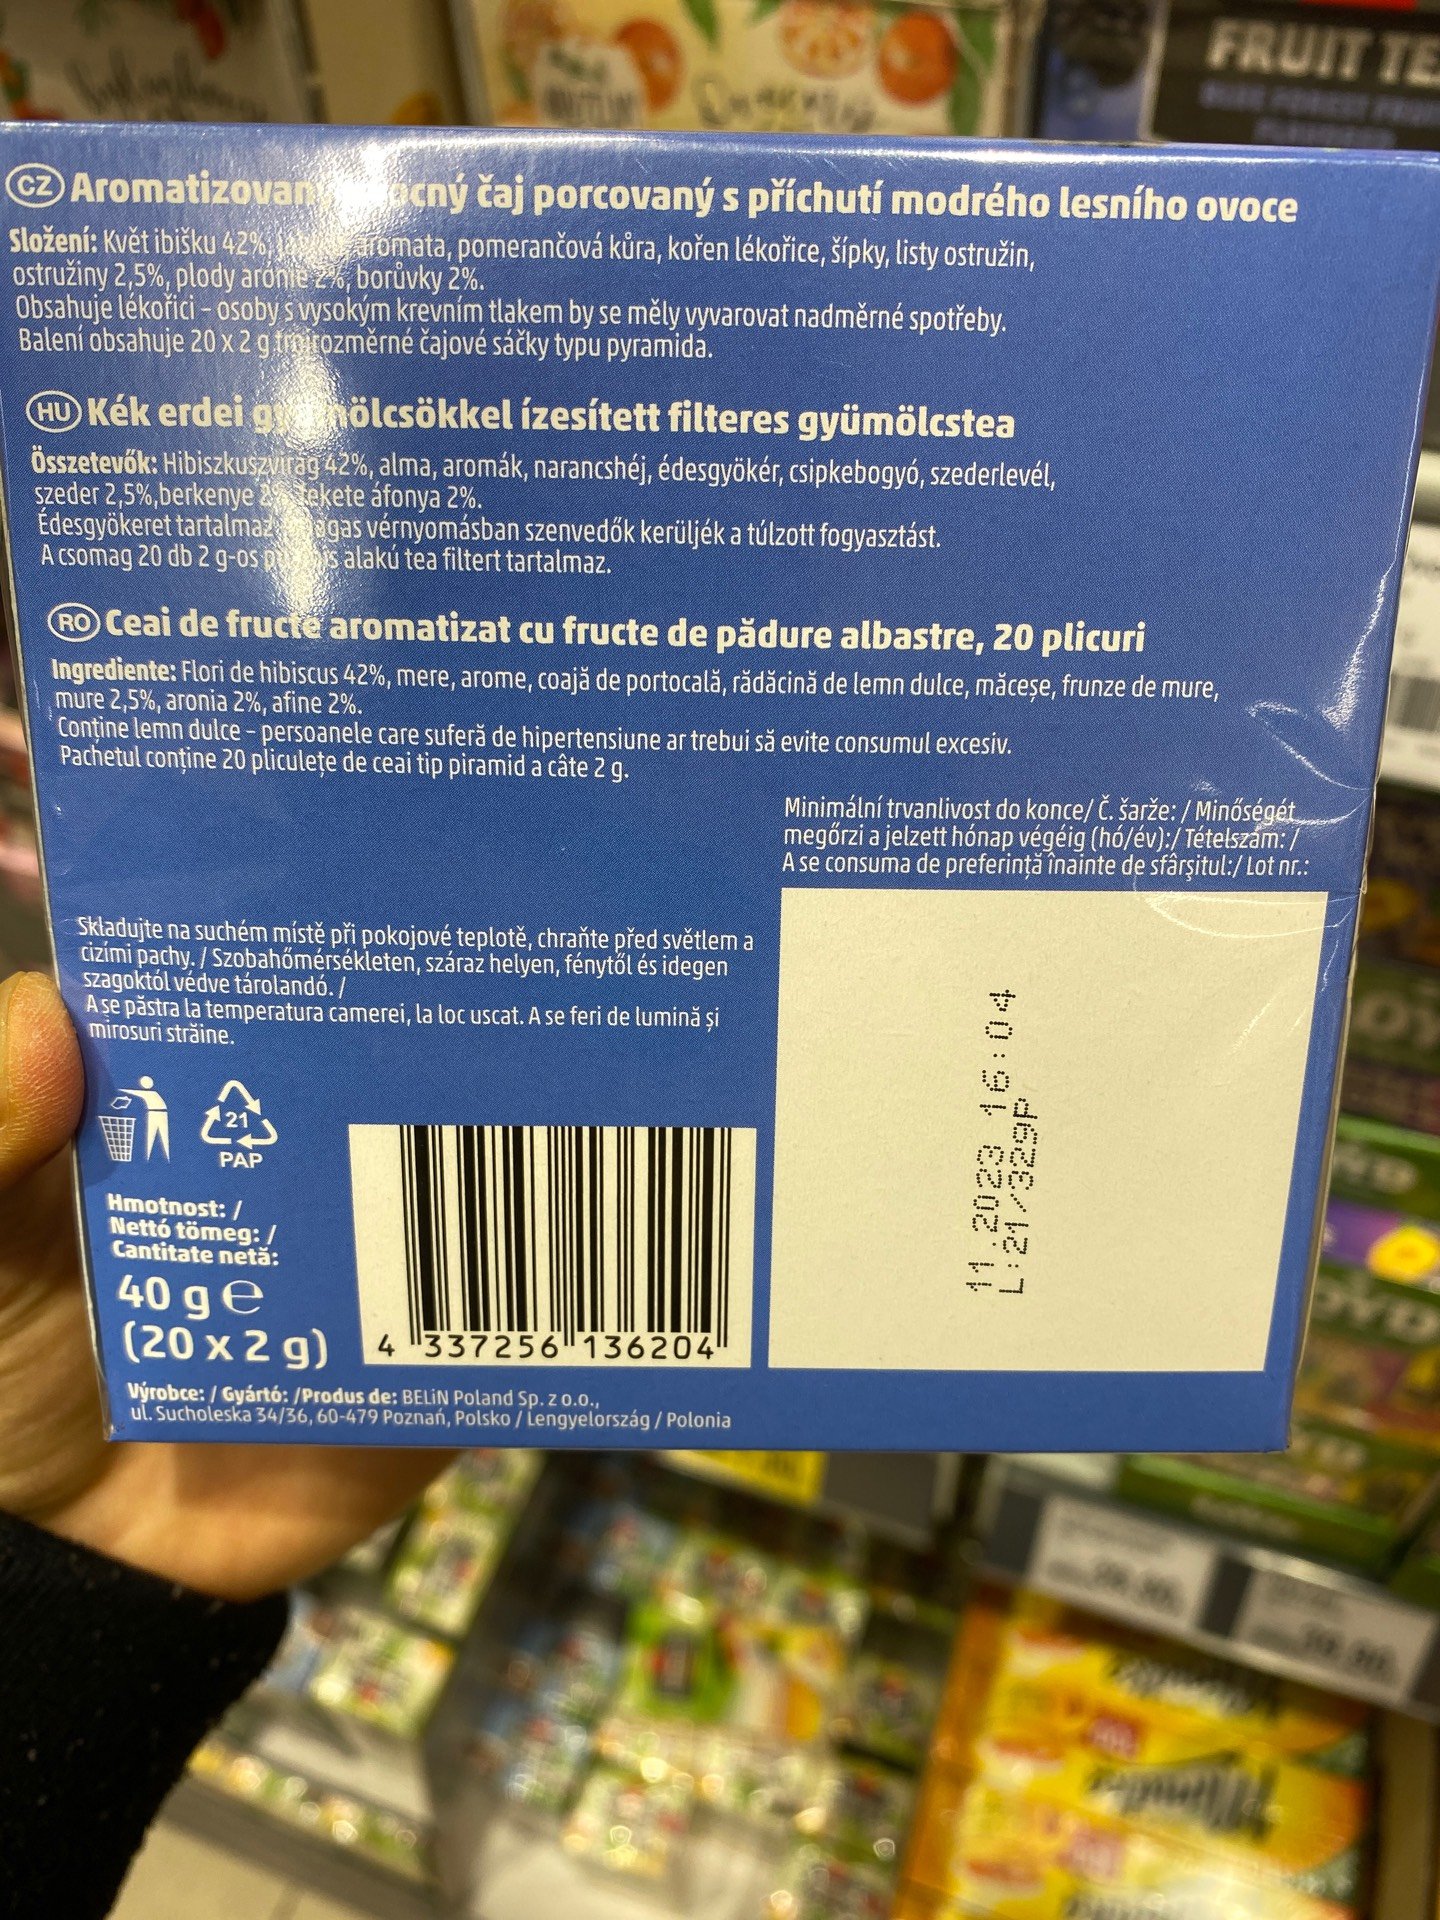 FRUIT TE
CZ Aromatizovaný ocný čaj porcovaný s příchutí modrého lesního ovoce
Složení: Květ ibišku 42%, aromata, pomerančová kůra, kořen lékořice, šípky, listy ostružin,
ostružiny 2,5%, plody arónie 2%, borůvky 2%.
Obsahuje lékořici – osoby s vysokým krevním tlakem by se měly vyvarovat nadměrné spotřeby.
Balení obsahuje 20 x 2 g trojrozměrné čajové sáčky typu pyramida.
HU Kék erdei gyümölcsökkel ízesített filteres gyümölcstea
Összetevők: Hibiszkuszvirág 42%, alma, aromák, narancshéj, édesgyökér, csipkebogyó, szederlevél,
szeder 2,5%,berkenye 2%, fekete áfonya 2%.
Édesgyökeret tartalmaz magas vérnyomásban szenvedők kerüljék a túlzott fogyasztást.
A csomag 20 db 2 g-os alakú tea filtert tartalmaz.
RO Ceai de fructe aromatizat cu fructe de pădure albastre, 20 plicuri
Ingrediente: Flori de hibiscus 42%, mere, arome, coajă de portocală, rădăcină de lemn dulce, măceșe, frunze de mure,
mure 2,5%, aronia 2%, afine 2%.
Conține lemn dulce – persoanele care suferă de hipertensiune ar trebui să evite consumul excesiv.
Pachetul conține 20 pliculețe de ceai tip piramid a câte 2 g.
Minimální trvanlivost do konce/ Č. šarže: / Minőségét
megőrzi a jelzett hónap végéig (hó/év):/ Tételszám: /
A se consuma de preferință înainte de sfârșitul:/ Lot nr.:
11.2023 16:04
L:21/329P
Skladujte na suchém místě při pokojové teplotě, chraňte před světlem a
cizími pachy. / Szobahőmérsékleten, száraz helyen, fénytől és idegen
szagoktól védve tárolandó. /
A se păstra la temperatura camerei, la loc uscat. A se feri de lumină și
mirosuri străine.
21
PAP
Hmotnost: /
Nettó tömeg: /
Cantitate netă:
40 g e
(20 x 2 g)
4 337256 136204
Výrobce: / Gyártó: /Produs de: BELiN Poland Sp. z o.o.,
ul. Sucholeska 34/36, 60-479 Poznań, Polsko / Lengyelország / Polonia